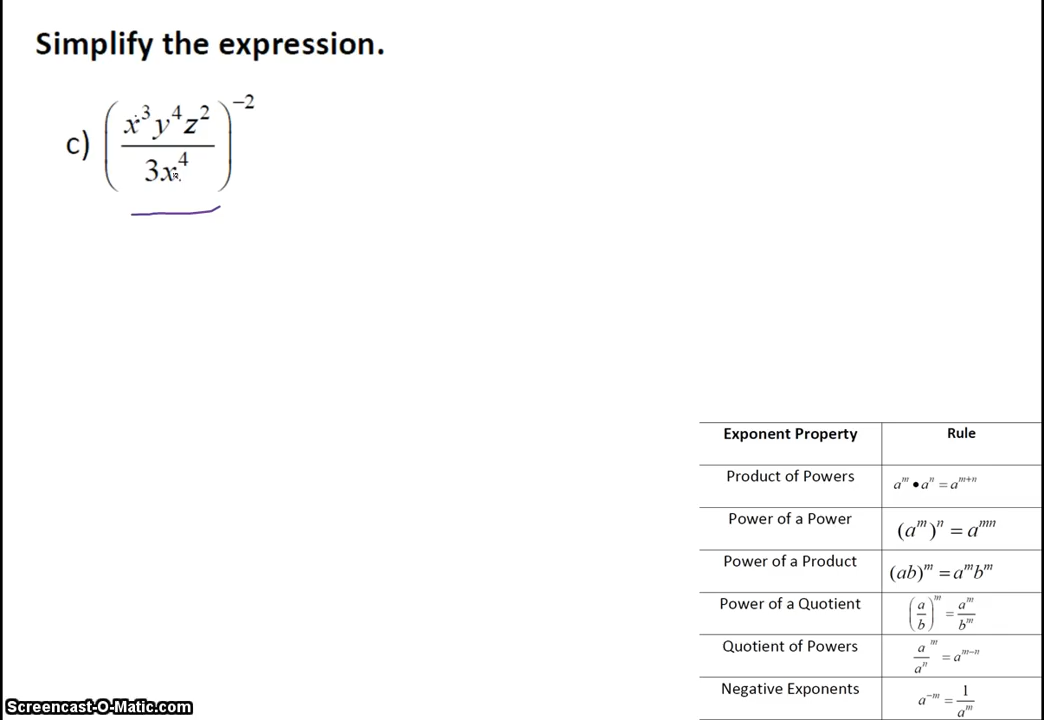 Simplify the expression.
c) (x³y⁴z² / 3x⁴)⁻²
Exponent Property Rule
Product of Powers aᵐ • aⁿ = aᵐ⁺ⁿ
Power of a Power (aᵐ)ⁿ = aᵐⁿ
Power of a Product (ab)ᵐ = aᵐbᵐ
Power of a Quotient (a/b)ᵐ = aᵐ/bᵐ
Quotient of Powers aᵐ/aⁿ = aᵐ⁻ⁿ
Negative Exponents a⁻ᵐ = 1/aᵐ
Screencast-O-Matic.com